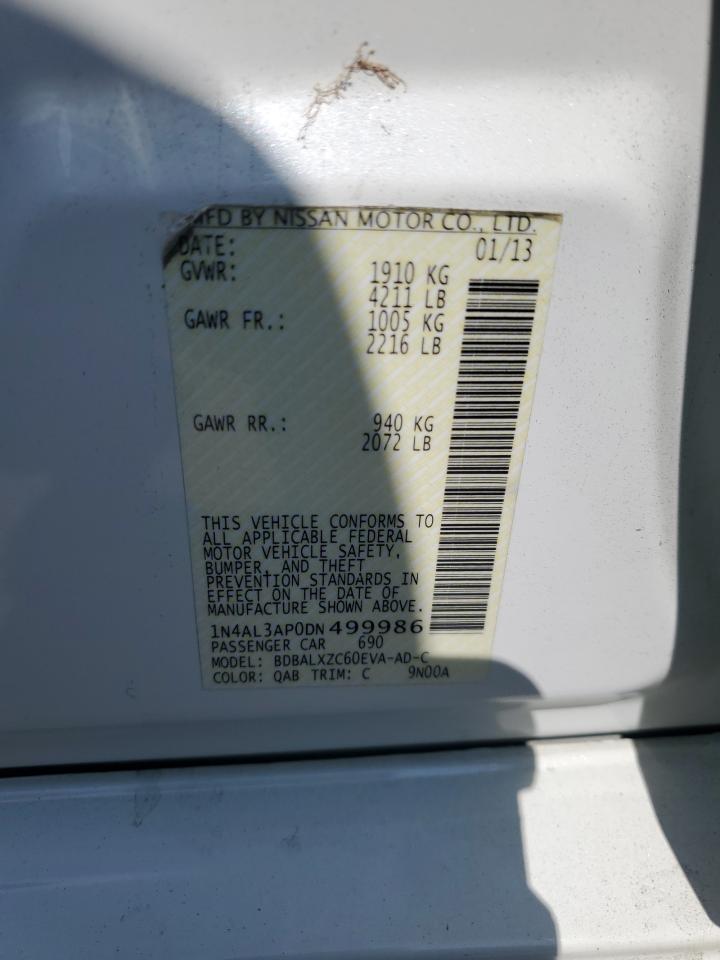 MFD BY NISSAN MOTOR CO., LTD.
DATE: 01/13
GVWR: 1910 KG
4211 LB
GAWR FR.: 1005 KG
2216 LB
GAWR RR.: 940 KG
2072 LB
THIS VEHICLE CONFORMS TO
ALL APPLICABLE FEDERAL
MOTOR VEHICLE SAFETY,
BUMPER, AND THEFT
PREVENTION STANDARDS IN
EFFECT ON THE DATE OF
MANUFACTURE SHOWN ABOVE.
1N4AL3AP0DN499986
PASSENGER CAR 690
MODEL: BDBALXZC60EVA-AD-C
COLOR: QAB TRIM: C 9N00A